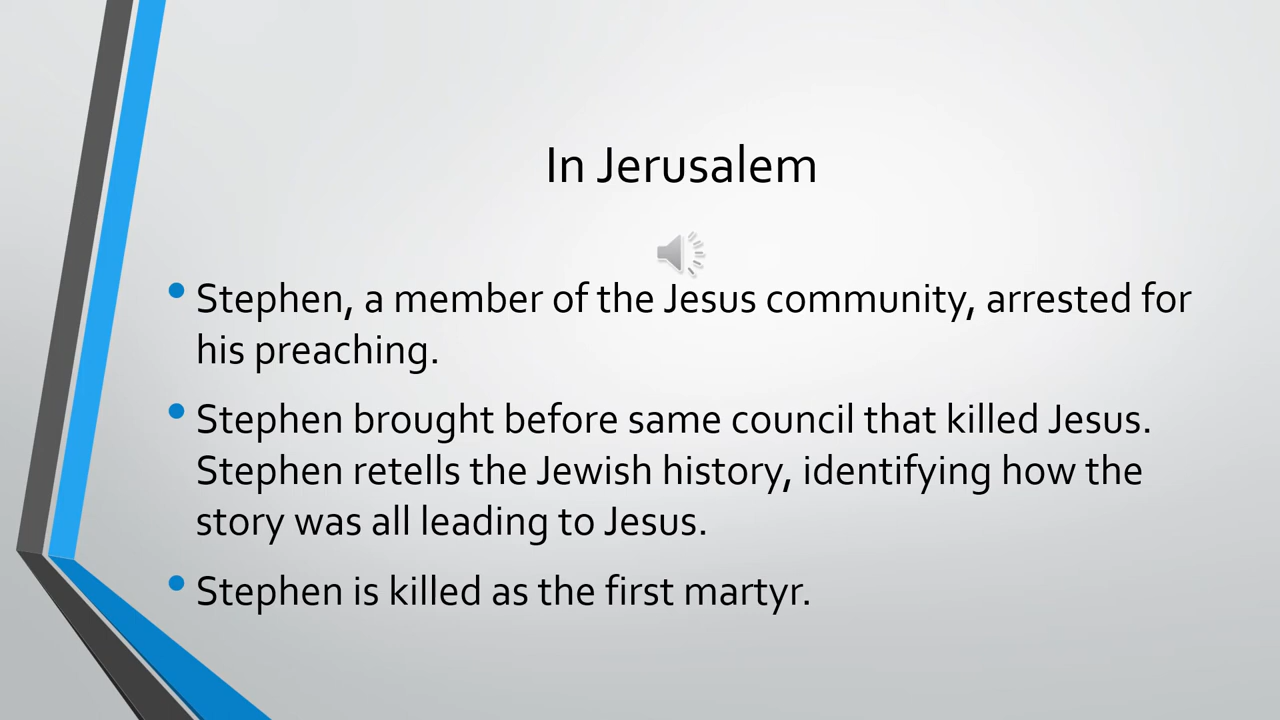 In Jerusalem
• Stephen, a member of the Jesus community, arrested for
his preaching.
• Stephen brought before same council that killed Jesus.
Stephen retells the Jewish history, identifying how the
story was all leading to Jesus.
• Stephen is killed as the first martyr.